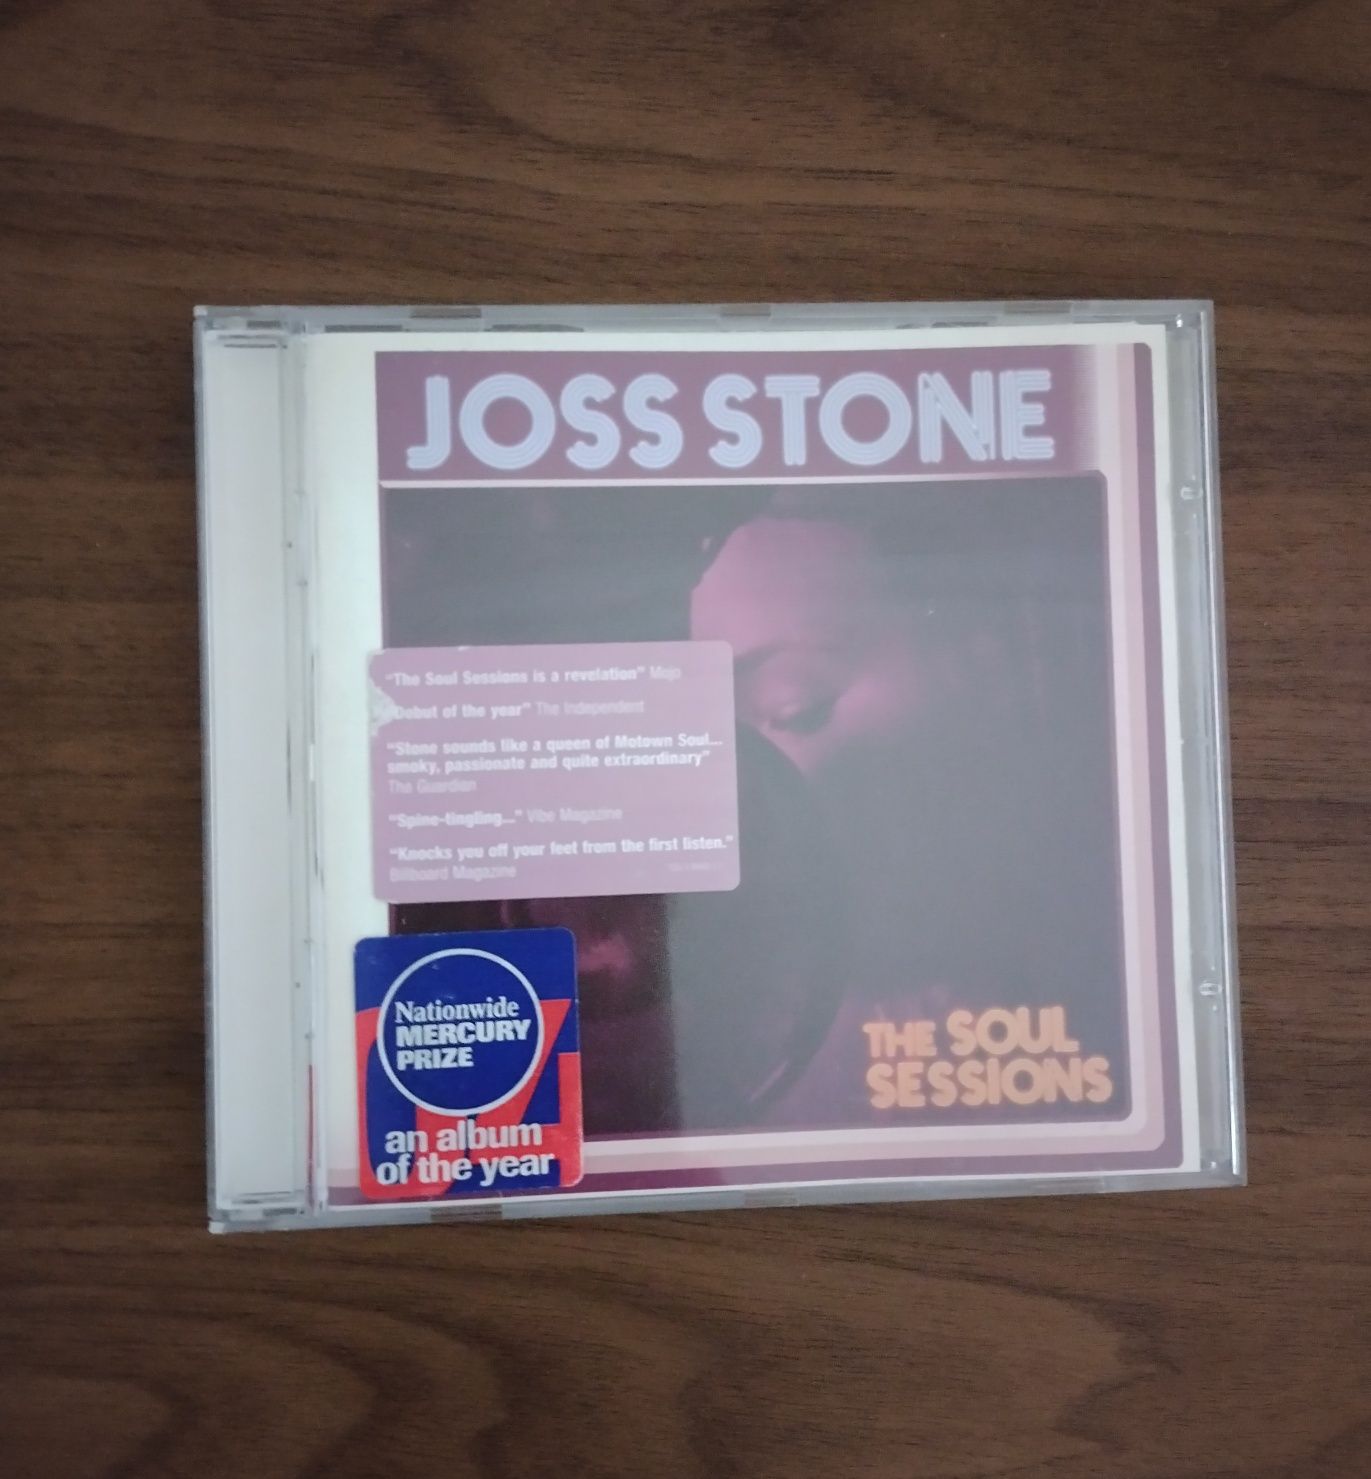 JOSS STONE
"The Soul Sessions is a revelation" Mojo
"Debut of the year" The Independent
"Stone sounds like a queen of Motown Soul...
smoky, passionate and quite extraordinary"
The Guardian
"Spine-tingling..." Vibe Magazine
"Knocks you off your feet from the first listen."
Billboard Magazine
Nationwide
MERCURY
PRIZE
04
an album
of the year
THE SOUL
SESSIONS